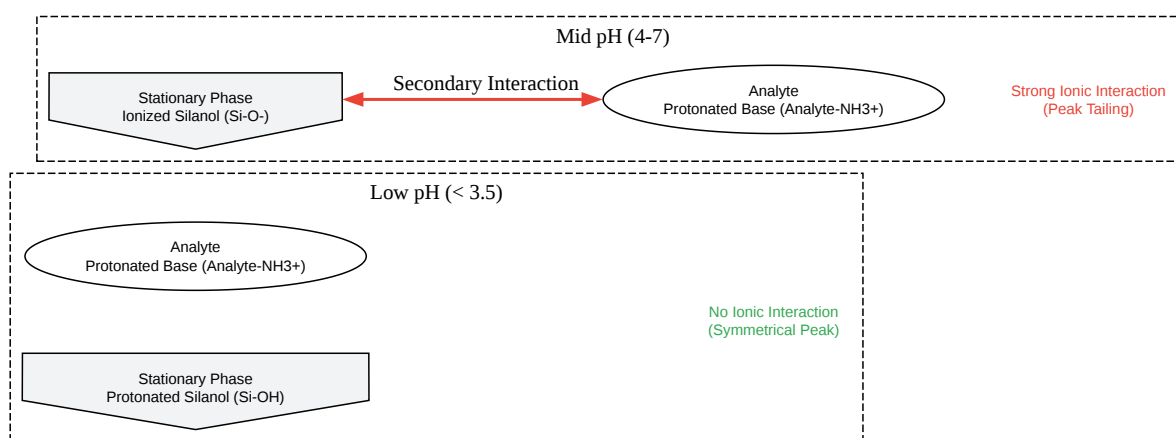 Mid pH (4-7)
Stationary Phase
Ionized Silanol (Si-O-)
Secondary Interaction
Analyte
Protonated Base (Analyte-NH3+)
Strong Ionic Interaction
(Peak Tailing)
Low pH (< 3.5)
Analyte
Protonated Base (Analyte-NH3+)
No Ionic Interaction
(Symmetrical Peak)
Stationary Phase
Protonated Silanol (Si-OH)